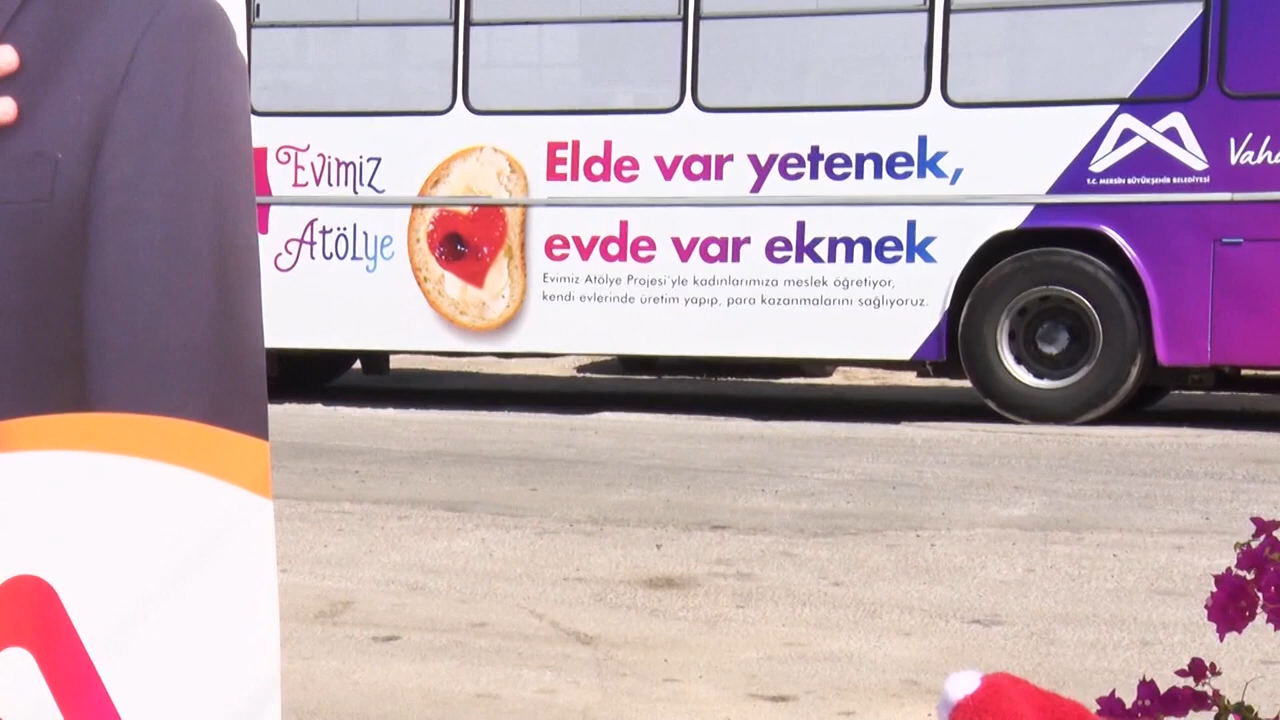 Evimiz
Atölye
Elde var yetenek,
evde var ekmek
Evimiz Atölye Projesi'yle kadınlarımıza meslek öğretiyor,
kendi evlerinde üretim yapıp, para kazanmalarını sağlıyoruz.
T.C. MERSİN BÜYÜKŞEHİR BELEDİYESİ